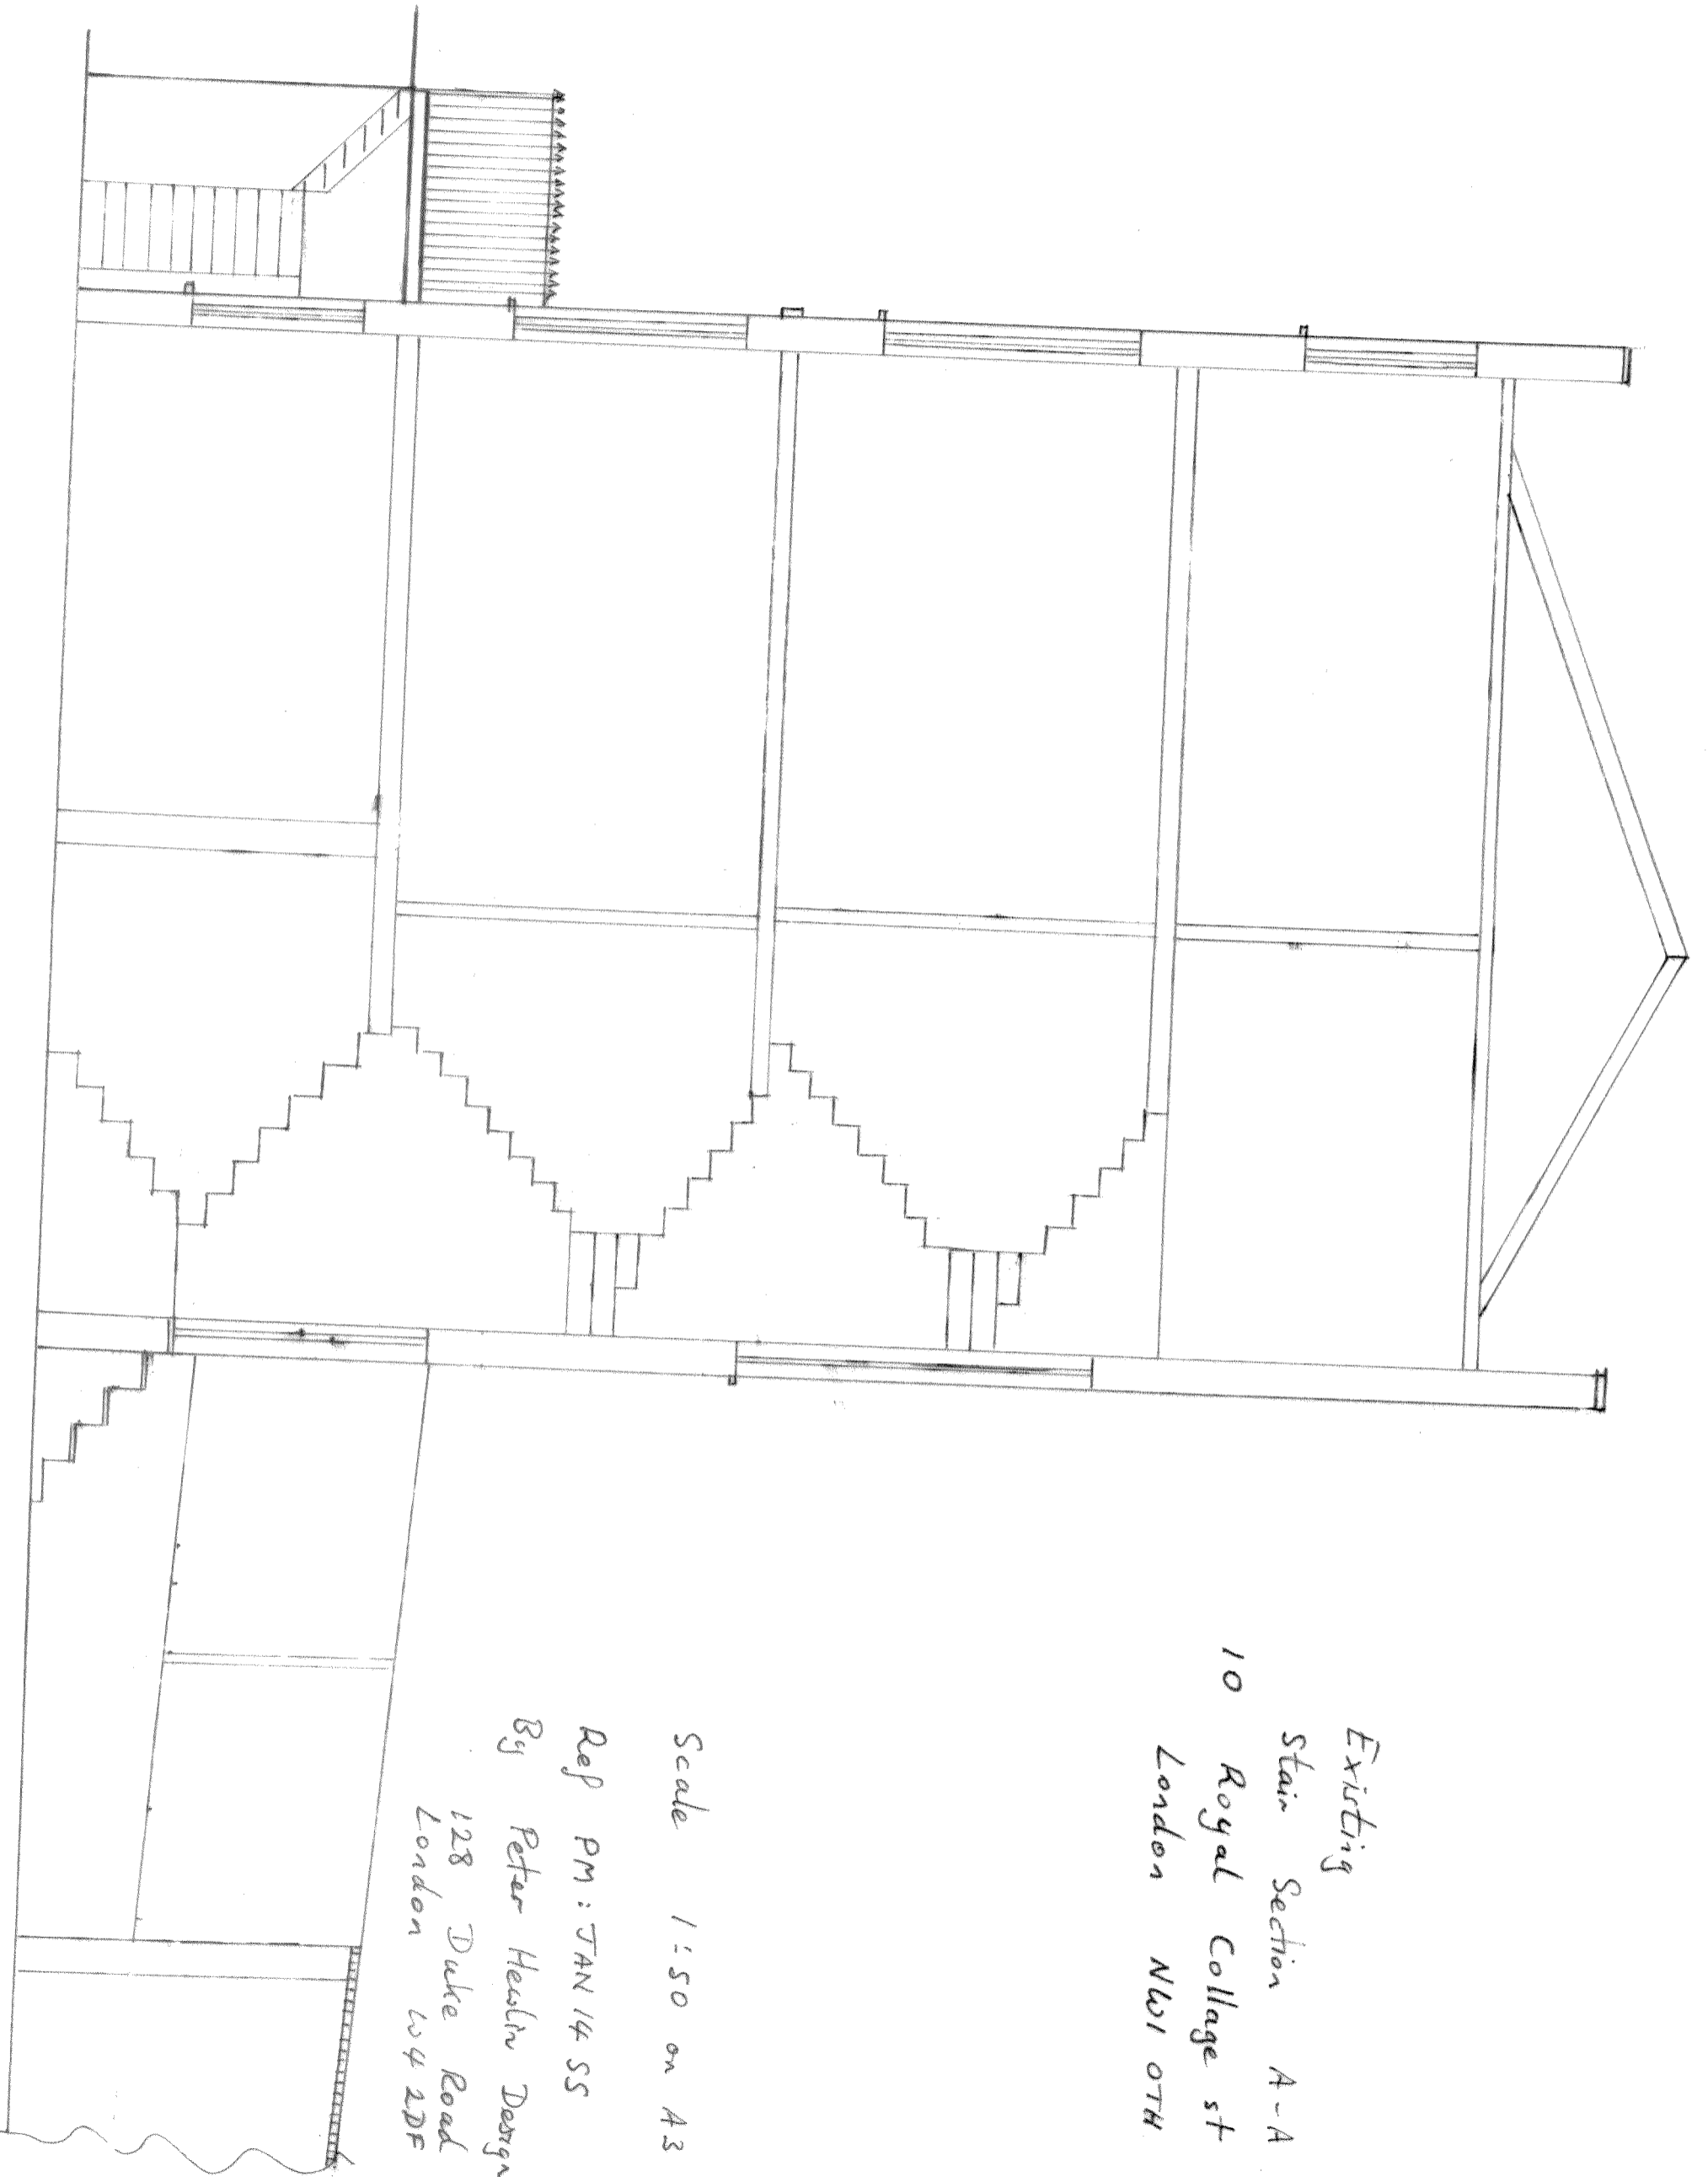 Existing
Stair Section A-A
10 Royal Collage st
London NW1 0TH
Scale 1:50 on A3
Ref PM: JAN 14 SS
By Peter Hewlin Design
128 Duke Road
London W4 2DF